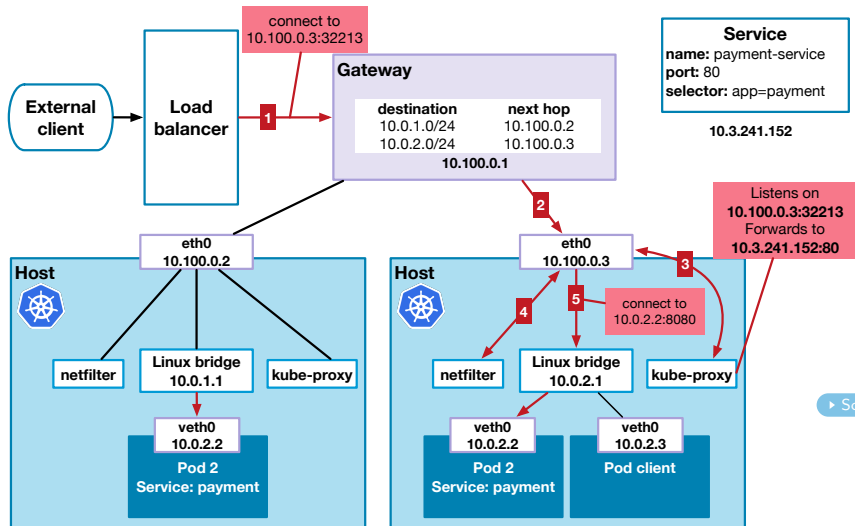 connect to
10.100.0.3:32213
Service
name: payment-service
port: 80
selector: app=payment
10.3.241.152
Gateway
destination next hop
10.0.1.0/24 10.100.0.2
10.0.2.0/24 10.100.0.3
10.100.0.1
External
client
Load
balancer
1
2
Listens on
10.100.0.3:32213
Forwards to
10.3.241.152:80
eth0
10.100.0.2
eth0
10.100.0.3
Host
Host
3
4
5
connect to
10.0.2.2:8080
netfilter
Linux bridge
10.0.1.1
kube-proxy
netfilter
Linux bridge
10.0.2.1
kube-proxy
veth0
10.0.2.2
Pod 2
Service: payment
veth0
10.0.2.2
Pod 2
Service: payment
veth0
10.0.2.3
Pod client